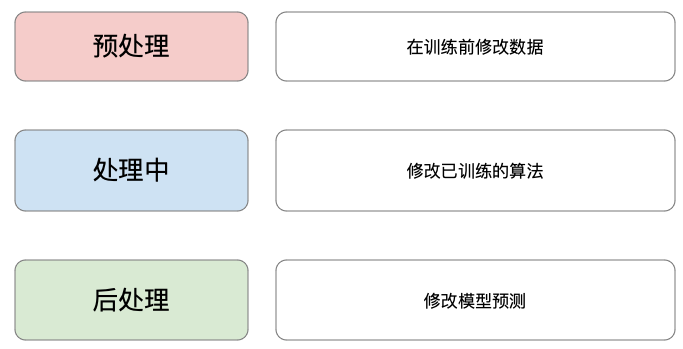 预处理
在训练前修改数据
处理中
修改已训练的算法
后处理
修改模型预测